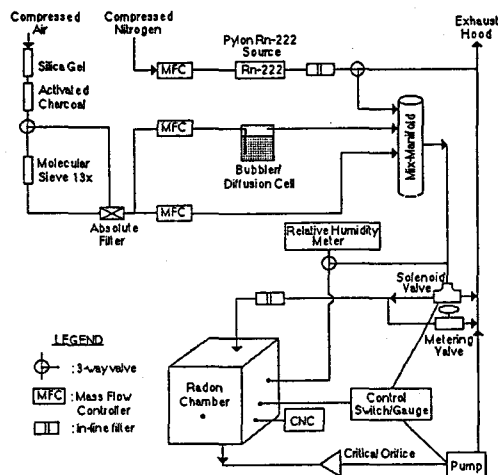 Compressed
Air
Compressed
Nitrogen
Pylon Rn-222
Source
Exhaust
Hood
Silica Gel
MFC
Rn-222
Activated
Charcoal
MFC
Mix-Manifold
Bubbler/
Diffusion Cell
Molecular
Sieve 13x
MFC
Absolute
Filter
Relative Humidity
Meter
Solenoid
Valve
Metering
Valve
LEGEND
: 3-way valve
MFC : Mass Flow
Controller
: in-line filter
Radon
Chamber
CNC
Control
Switch/Gauge
Critical Orifice
Pump